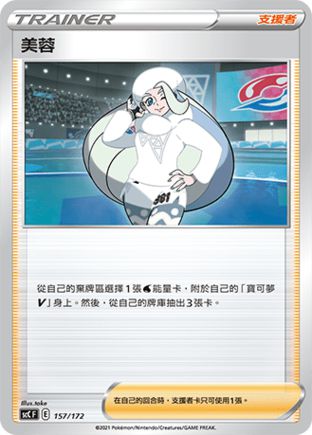 TRAINER 支援者
美蓉
361
從自己的棄牌區選擇1張能量卡,附於自己的「寶可夢
V」身上。然後,從自己的牌庫抽出3張卡。
Illus.toke
SCC F E 157/172
在自己的回合時,支援者卡只可使用1張。
©2021 Pokémon/Nintendo/Creatures/GAME FREAK.